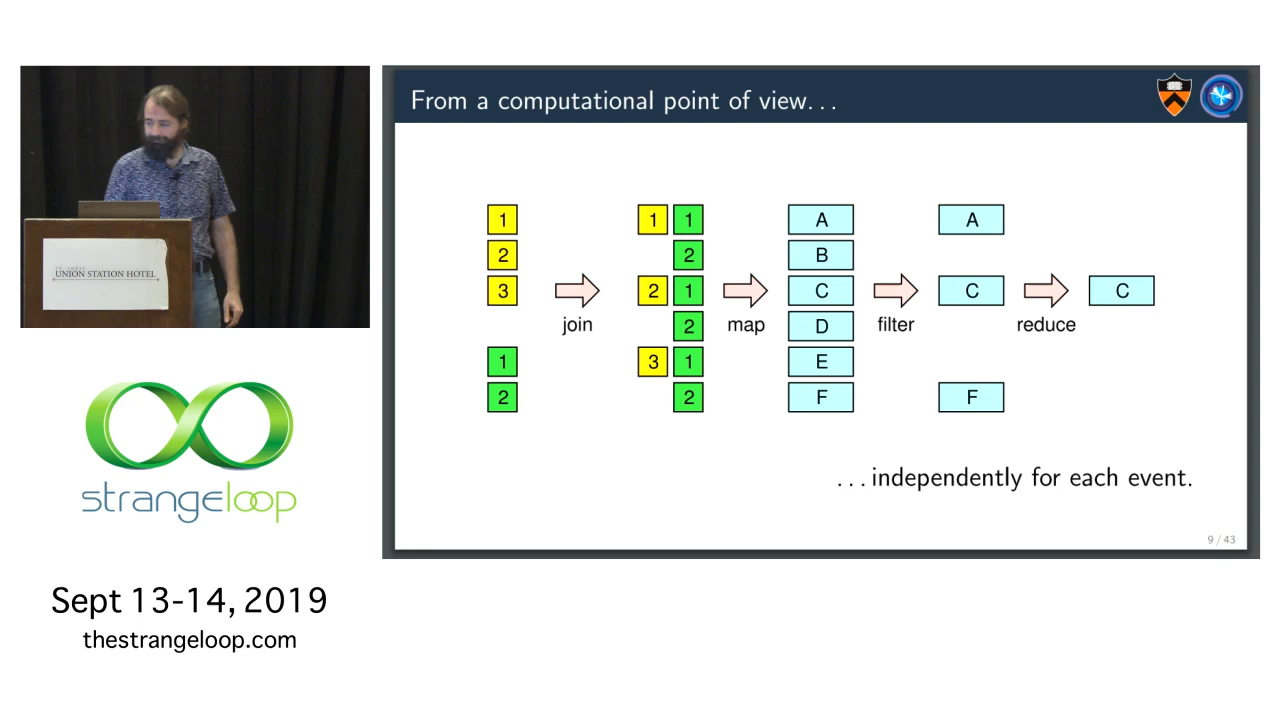 From a computational point of view...
1 1 1 A A
2 2 B
3 2 1 C C C
join map filter reduce
2 D
1 3 1 E
2 2 F F
...independently for each event.
9 / 43
ST. LOUIS
UNION STATION HOTEL
strangeloop
Sept 13-14, 2019
thestrangeloop.com